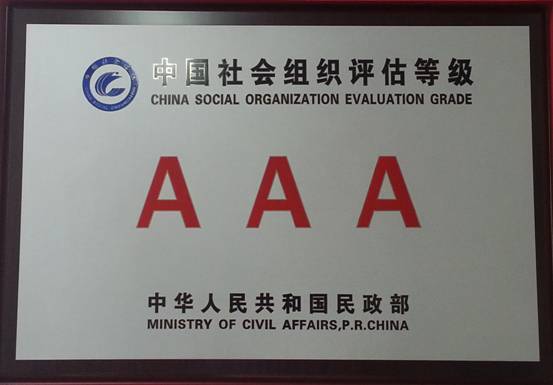 中国社会组织评估等级
CHINA SOCIAL ORGANIZATION EVALUATION GRADE
A A A
中华人民共和国民政部
MINISTRY OF CIVIL AFFAIRS,P.R.CHINA